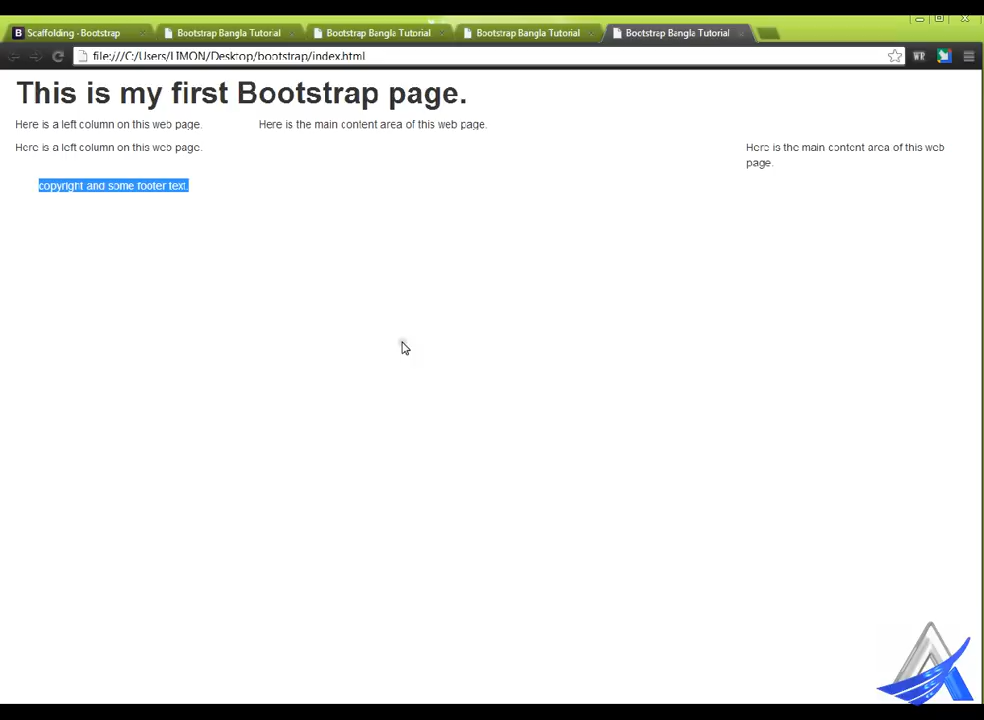 Scaffolding · Bootstrap
Bootstrap Bangla Tutorial
Bootstrap Bangla Tutorial
Bootstrap Bangla Tutorial
Bootstrap Bangla Tutorial
file:///C:/Users/LIMON/Desktop/bootstrap/index.html
WR
This is my first Bootstrap page.
Here is a left column on this web page.
Here is the main content area of this web page.
Here is a left column on this web page.
Here is the main content area of this web
page.
copyright and some footer text.